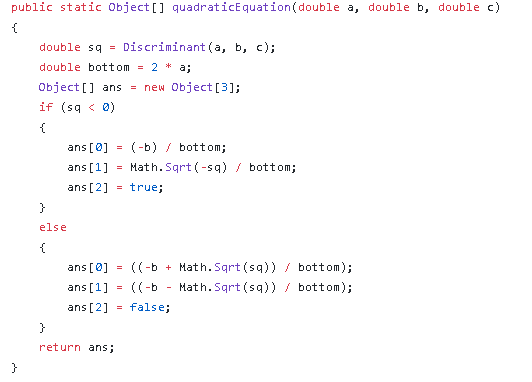 public static Object[] quadraticEquation(double a, double b, double c)
{
    double sq = Discriminant(a, b, c);
    double bottom = 2 * a;
    Object[] ans = new Object[3];
    if (sq < 0)
    {
        ans[0] = (-b) / bottom;
        ans[1] = Math.Sqrt(-sq) / bottom;
        ans[2] = true;
    }
    else
    {
        ans[0] = ((-b + Math.Sqrt(sq)) / bottom);
        ans[1] = ((-b - Math.Sqrt(sq)) / bottom);
        ans[2] = false;
    }
    return ans;
}